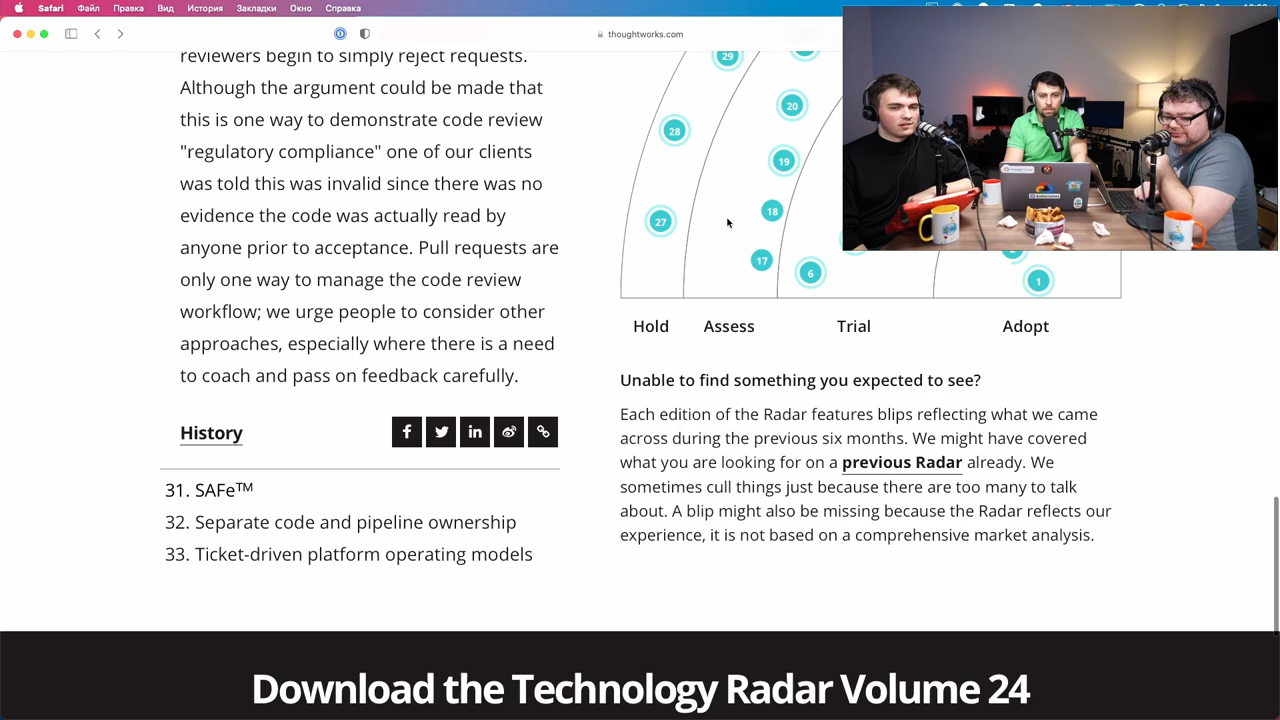 Safari Файл Правка Вид История Закладки Окно Справка
thoughtworks.com
reviewers begin to simply reject requests.
Although the argument could be made that
this is one way to demonstrate code review
"regulatory compliance" one of our clients
was told this was invalid since there was no
evidence the code was actually read by
anyone prior to acceptance. Pull requests are
only one way to manage the code review
workflow; we urge people to consider other
approaches, especially where there is a need
to coach and pass on feedback carefully.
History
31. SAFe™
32. Separate code and pipeline ownership
33. Ticket-driven platform operating models
29
20
28
19
18
27
17
6
1
Hold Assess Trial Adopt
Unable to find something you expected to see?
Each edition of the Radar features blips reflecting what we came
across during the previous six months. We might have covered
what you are looking for on a previous Radar already. We
sometimes cull things just because there are too many to talk
about. A blip might also be missing because the Radar reflects our
experience, it is not based on a comprehensive market analysis.
Download the Technology Radar Volume 24